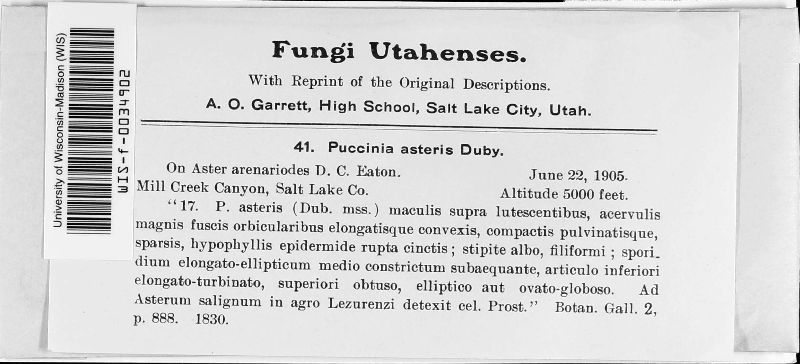 University of Wisconsin-Madison (WIS)
WIS-f-0034502
Fungi Utahenses.
With Reprint of the Original Descriptions.
A. O. Garrett, High School, Salt Lake City, Utah.
41. Puccinia asteris Duby.
On Aster arenariodes D. C. Eaton. June 22, 1905.
Mill Creek Canyon, Salt Lake Co. Altitude 5000 feet.
"17. P. asteris (Dub. mss.) maculis supra lutescentibus, acervulis
magnis fuscis orbicularibus elongatisque convexis, compactis pulvinatisque,
sparsis, hypophyllis epidermide rupta cinctis; stipite albo, filiformi; spori-
dium elongato-ellipticum medio constrictum subaequante, articulo inferiori
elongato-turbinato, superiori obtuso, elliptico aut ovato-globoso. Ad
Asterum salignum in agro Lezurenzi detexit cel. Prost." Botan. Gall. 2,
p. 888. 1830.